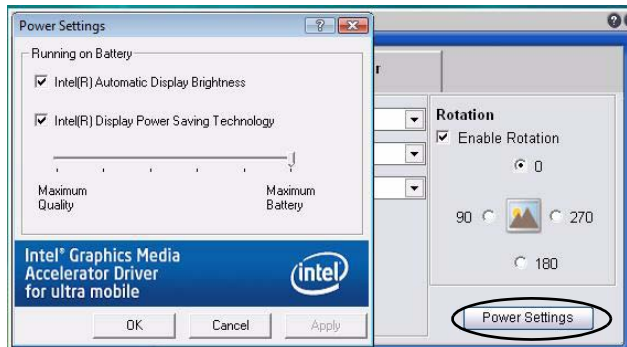 Power Settings
Running on Battery
Intel(R) Automatic Display Brightness
Intel(R) Display Power Saving Technology
Maximum Quality
Maximum Battery
Intel® Graphics Media
Accelerator Driver
for ultra mobile
intel
OK
Cancel
Apply
r
Rotation
Enable Rotation
0
90
270
180
Power Settings